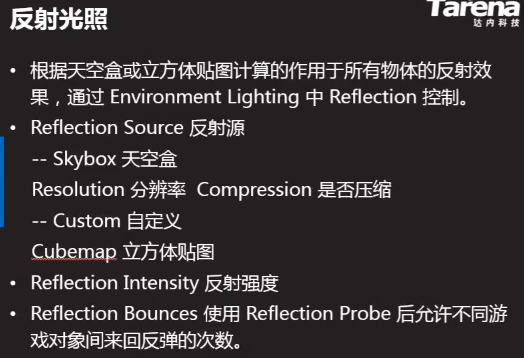 反射光照
Tarena
达内科技
• 根据天空盒或立方体贴图计算的作用于所有物体的反射效
果，通过 Environment Lighting 中 Reflection 控制。
• Reflection Source 反射源
-- Skybox 天空盒
Resolution 分辨率 Compression 是否压缩
-- Custom 自定义
Cubemap 立方体贴图
• Reflection Intensity 反射强度
• Reflection Bounces 使用 Reflection Probe 后允许不同游
戏对象间来回反弹的次数。